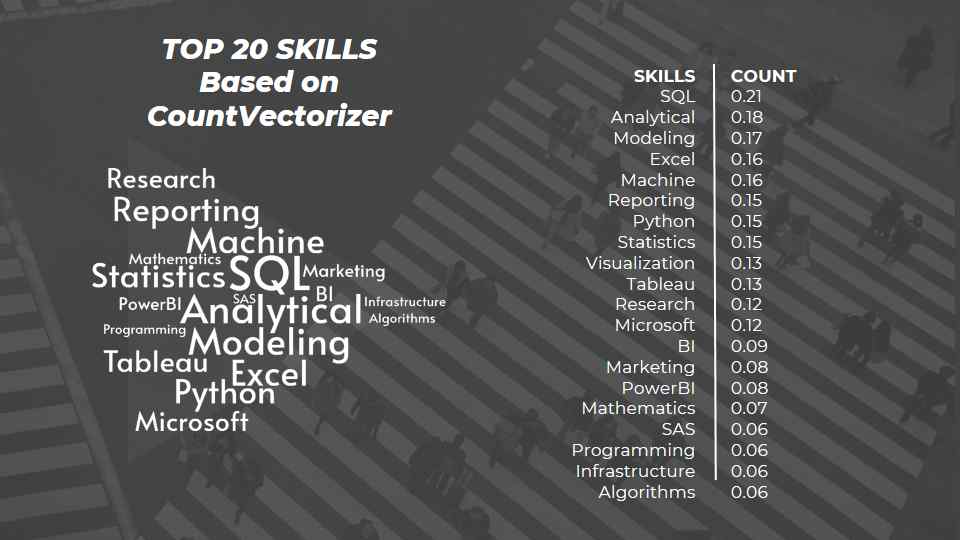 TOP 20 SKILLS
Based on
CountVectorizer
Research
Reporting
Machine
Mathematics
Statistics SQL Marketing
PowerBI SAS BI
Analytical Infrastructure
Programming Algorithms
Modeling
Tableau Excel
Python
Microsoft
SKILLS COUNT
SQL 0.21
Analytical 0.18
Modeling 0.17
Excel 0.16
Machine 0.16
Reporting 0.15
Python 0.15
Statistics 0.15
Visualization 0.13
Tableau 0.13
Research 0.12
Microsoft 0.12
BI 0.09
Marketing 0.08
PowerBI 0.08
Mathematics 0.07
SAS 0.06
Programming 0.06
Infrastructure 0.06
Algorithms 0.06